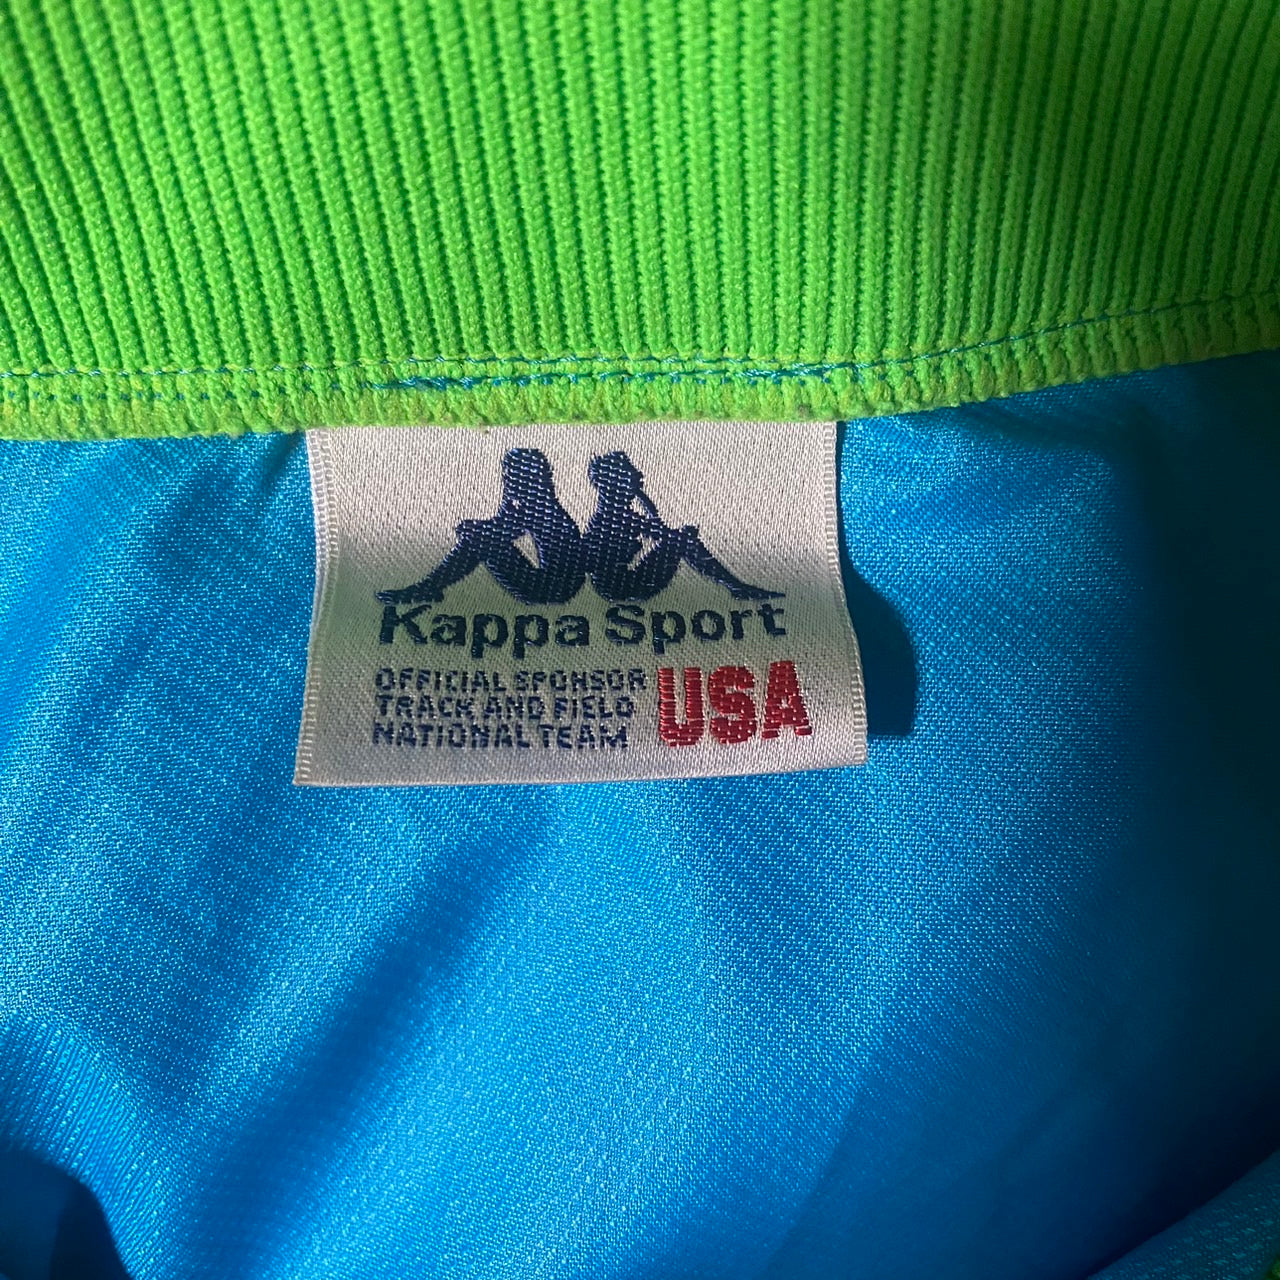 Kappa Sport
OFFICIAL SPONSOR
TRACK AND FIELD
NATIONAL TEAM
USA